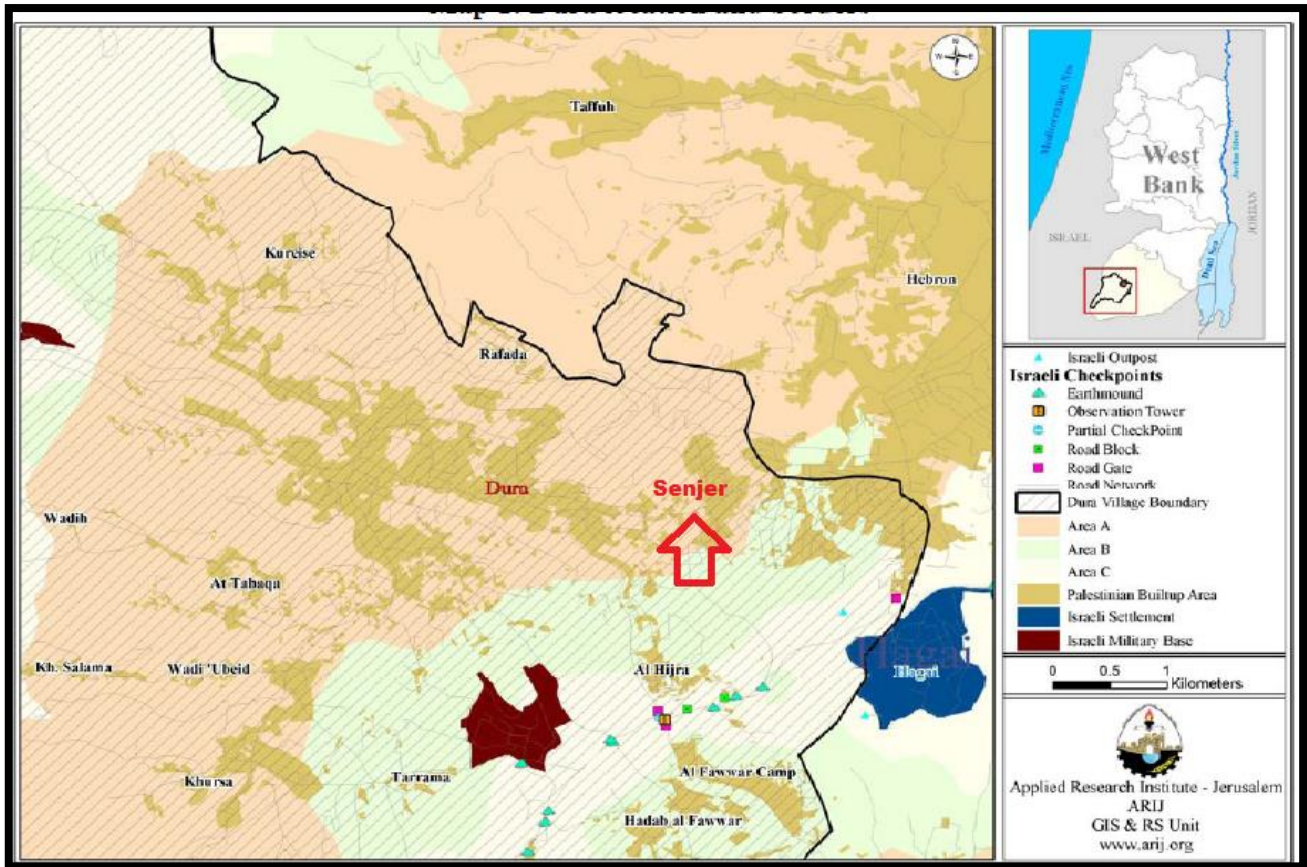 Taffuh
Kureise
Hebron
Rafada
Dura
Senjer
Wadih
At Tabaqa
Kh. Salama
Wadi 'Ubeid
Al Hijra
Hagai
Hagai
Khursa
Tarrama
Al Fawwar Camp
Hadab al Fawwar
N
W
E
S
Mediterranean Sea
West
Bank
Jordan River
JORDAN
ISRAEL
Dead Sea
Israeli Outpost
Israeli Checkpoints
Earthmound
Observation Tower
Partial CheckPoint
Road Block
Road Gate
Road Network
Dura Village Boundary
Area A
Area B
Area C
Palestinian Builtup Area
Israeli Settlement
Israeli Military Base
0 0.5 1
Kilometers
Applied Research Institute - Jerusalem
ARIJ
GIS & RS Unit
www.arij.org